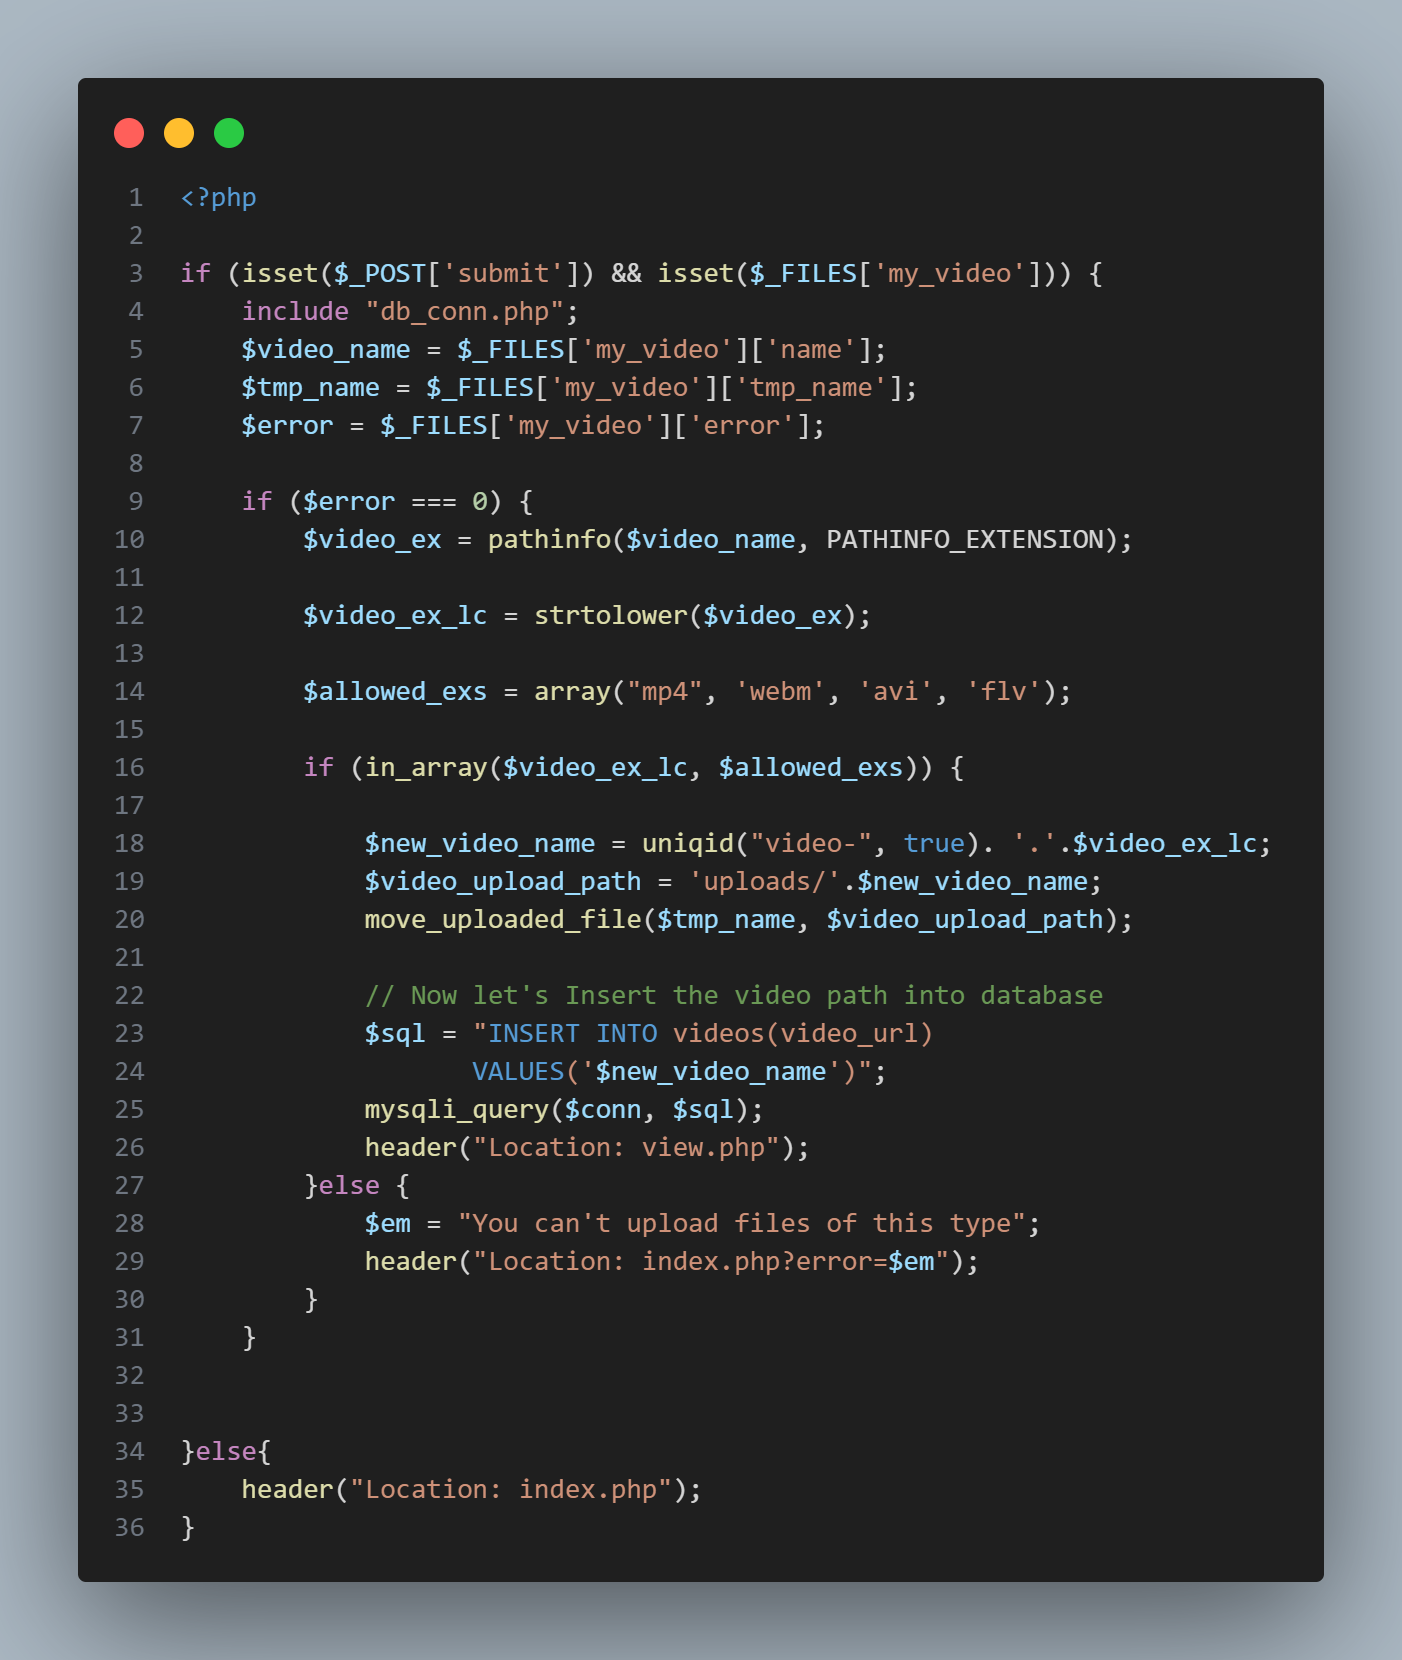 1 <?php
2
3 if (isset($_POST['submit']) && isset($_FILES['my_video'])) {
4     include "db_conn.php";
5     $video_name = $_FILES['my_video']['name'];
6     $tmp_name = $_FILES['my_video']['tmp_name'];
7     $error = $_FILES['my_video']['error'];
8
9     if ($error === 0) {
10         $video_ex = pathinfo($video_name, PATHINFO_EXTENSION);
11
12         $video_ex_lc = strtolower($video_ex);
13
14         $allowed_exs = array("mp4", 'webm', 'avi', 'flv');
15
16         if (in_array($video_ex_lc, $allowed_exs)) {
17
18             $new_video_name = uniqid("video-", true). '.'.$video_ex_lc;
19             $video_upload_path = 'uploads/'.$new_video_name;
20             move_uploaded_file($tmp_name, $video_upload_path);
21
22             // Now let's Insert the video path into database
23             $sql = "INSERT INTO videos(video_url)
24                    VALUES('$new_video_name')";
25             mysqli_query($conn, $sql);
26             header("Location: view.php");
27         }else {
28             $em = "You can't upload files of this type";
29             header("Location: index.php?error=$em");
30         }
31     }
32
33
34 }else{
35     header("Location: index.php");
36 }